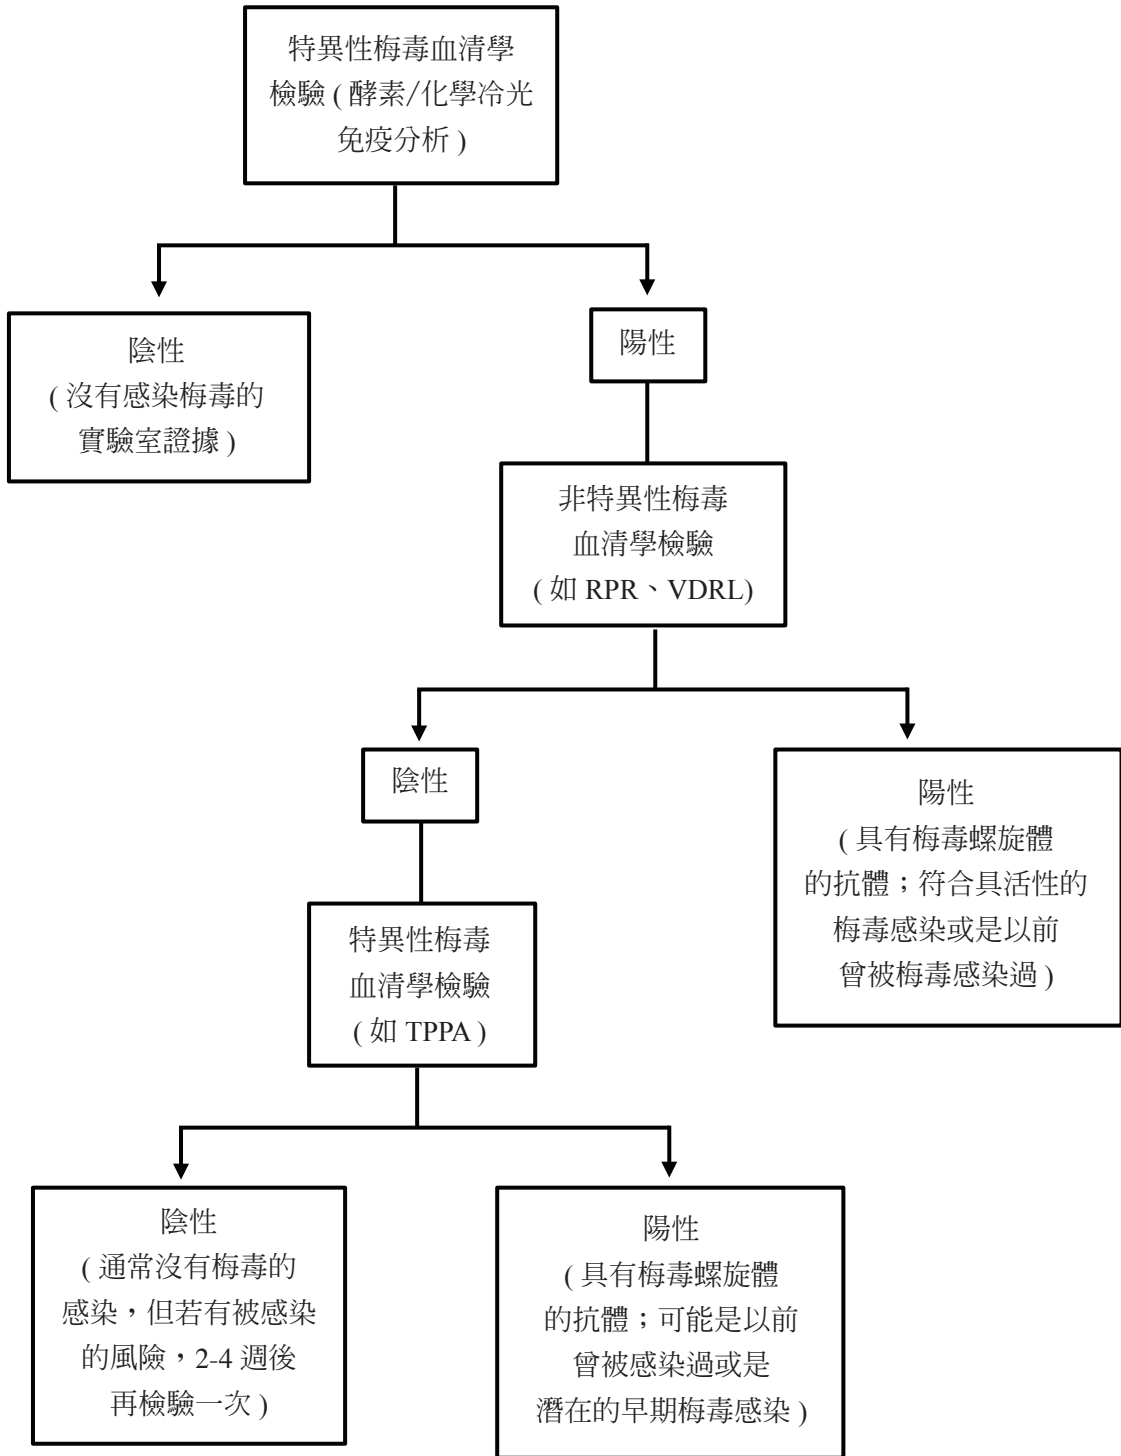 特異性梅毒血清學
檢驗 ( 酵素/化學冷光
免疫分析 )
陰性
( 沒有感染梅毒的
實驗室證據 )
陽性
非特異性梅毒
血清學檢驗
( 如 RPR、VDRL)
陰性
陽性
( 具有梅毒螺旋體
的抗體；符合具活性的
梅毒感染或是以前
曾被梅毒感染過 )
特異性梅毒
血清學檢驗
( 如 TPPA )
陰性
( 通常沒有梅毒的
感染，但若有被感染
的風險，2-4 週後
再檢驗一次 )
陽性
( 具有梅毒螺旋體
的抗體；可能是以前
曾被感染過或是
潛在的早期梅毒感染 )